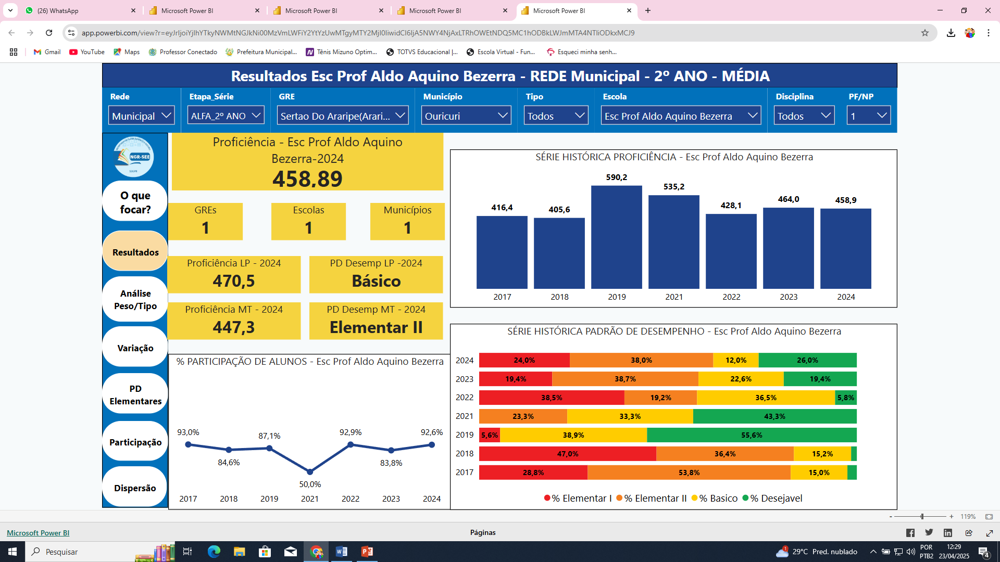 (26) WhatsApp
Microsoft Power BI
Microsoft Power BI
Microsoft Power BI
Microsoft Power BI
Gmail
YouTube
Maps
Professor Conectado
Prefeitura Municipal...
Tênis Mizuno Optim...
TOTVS Educacional |...
Escola Virtual - Fun...
Esqueci minha senh...
Resultados Esc Prof Aldo Aquino Bezerra - REDE Municipal - 2º ANO - MÉDIA
Rede
Etapa_Série
GRE
Município
Tipo
Escola
Disciplina
PF/NP
Municipal
ALFA_2º ANO
Sertao Do Araripe(Arari...
Ouricuri
Todos
Esc Prof Aldo Aquino Bezerra
Todos
1
NGR-SEE
O que
focar?
Resultados
Análise
Peso/Tipo
Variação
PD
Elementares
Participação
Dispersão
Proficiência - Esc Prof Aldo Aquino
Bezerra-2024
458,89
GREs
1
Escolas
1
Municípios
1
Proficiência LP - 2024
470,5
PD Desemp LP -2024
Básico
Proficiência MT - 2024
447,3
PD Desemp MT - 2024
Elementar II
% PARTICIPAÇÃO DE ALUNOS - Esc Prof Aldo Aquino Bezerra
93,0%
84,6%
87,1%
50,0%
92,9%
83,8%
92,6%
2017 2018 2019 2021 2022 2023 2024
SÉRIE HISTÓRICA PROFICIÊNCIA - Esc Prof Aldo Aquino Bezerra
416,4
405,6
590,2
535,2
428,1
464,0
458,9
2017 2018 2019 2021 2022 2023 2024
SÉRIE HISTÓRICA PADRÃO DE DESEMPENHO - Esc Prof Aldo Aquino Bezerra
2024 24,0% 38,0% 12,0% 26,0%
2023 19,4% 38,7% 22,6% 19,4%
2022 38,5% 19,2% 36,5% 5,8%
2021 23,3% 33,3% 43,3%
2019 5,6% 38,9% 55,6%
2018 47,0% 36,4% 15,2%
2017 28,8% 53,8% 15,0%
% Elementar I % Elementar II % Basico % Desejavel
- + 119%
Microsoft Power BI
Páginas
Pesquisar
29°C Pred. nublado
POR
PTB2
12:29
23/04/2025
4